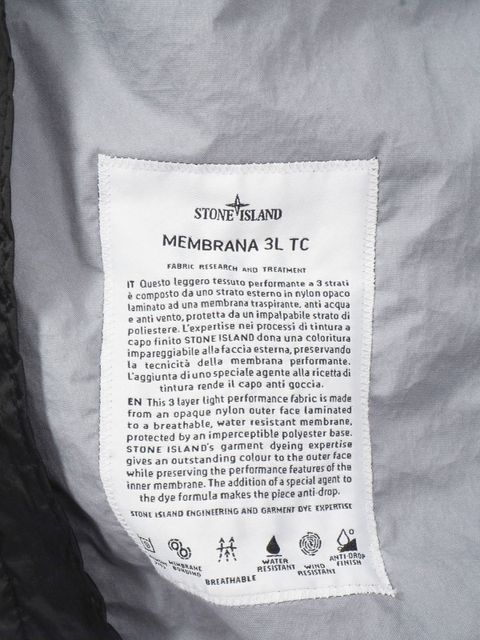 STONE ISLAND
MEMBRANA 3L TC
FABRIC RESEARCH AND TREATMENT
IT Questo leggero tessuto performante a 3 strati
è composto da uno strato esterno in nylon opaco
laminato ad una membrana traspirante, anti acqua
e anti vento, protetta da un impalpabile strato di
poliestere. L'expertise nei processi di tintura a
capo finito STONE ISLAND dona una coloritura
impareggiabile alla faccia esterna, preservando
la tecnicità della membrana performante.
L'aggiunta di uno speciale agente alla ricetta di
tintura rende il capo anti goccia.
EN This 3 layer light performance fabric is made
from an opaque nylon outer face laminated
to a breathable, water resistant membrane,
protected by an imperceptible polyester base.
STONE ISLAND's garment dyeing expertise
gives an outstanding colour to the outer face
while preserving the performance features of the
inner membrane. The addition of a special agent to
the dye formula makes the piece anti-drop.
STONE ISLAND ENGINEERING AND GARMENT DYE EXPERTISE
MEMBRANE
BONDING
BREATHABLE
WATER
RESISTANT
WIND
RESISTANT
ANTI-DROP
FINISH